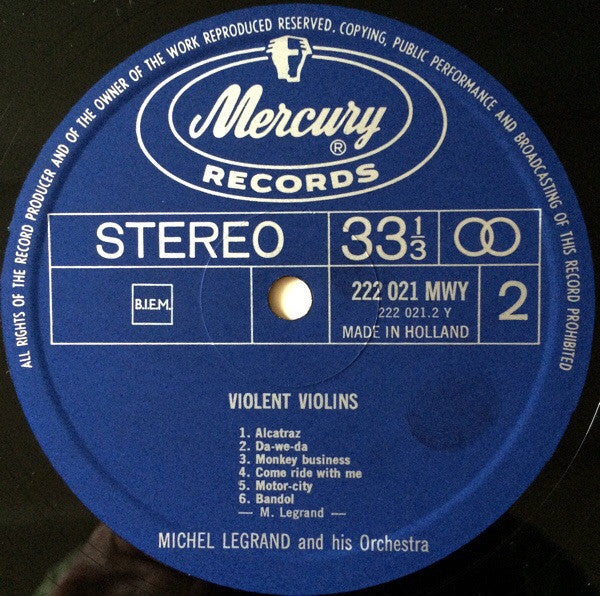 ALL RIGHTS OF THE RECORD PRODUCER AND OF THE OWNER OF THE WORK REPRODUCED RESERVED. COPYING, PUBLIC PERFORMANCE AND BROADCASTING OF THIS RECORD PROHIBITED
Mercury
®
RECORDS
STEREO
33 1/3
B.I.E.M.
222 021 MWY
222 021.2 Y
MADE IN HOLLAND
2
VIOLENT VIOLINS
1. Alcatraz
2. Da-we-da
3. Monkey business
4. Come ride with me
5. Motor-city
6. Bandol
— M. Legrand —
MICHEL LEGRAND and his Orchestra